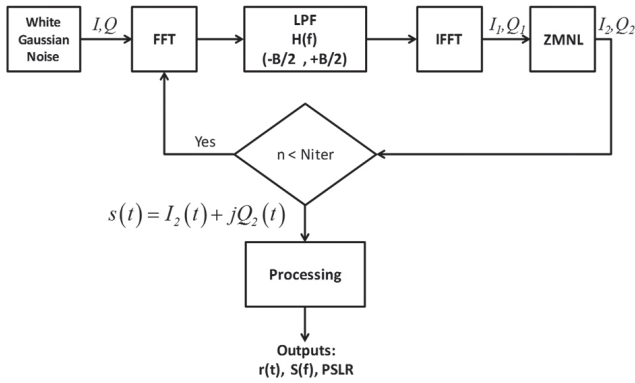 White
Gaussian
Noise
I,Q
FFT
LPF
H(f)
(-B/2 , +B/2)
IFFT
I₁,Q₁
ZMNL
I₂,Q₂
Yes
n < Niter
s(t) = I₂(t) + jQ₂(t)
Processing
Outputs:
r(t), S(f), PSLR